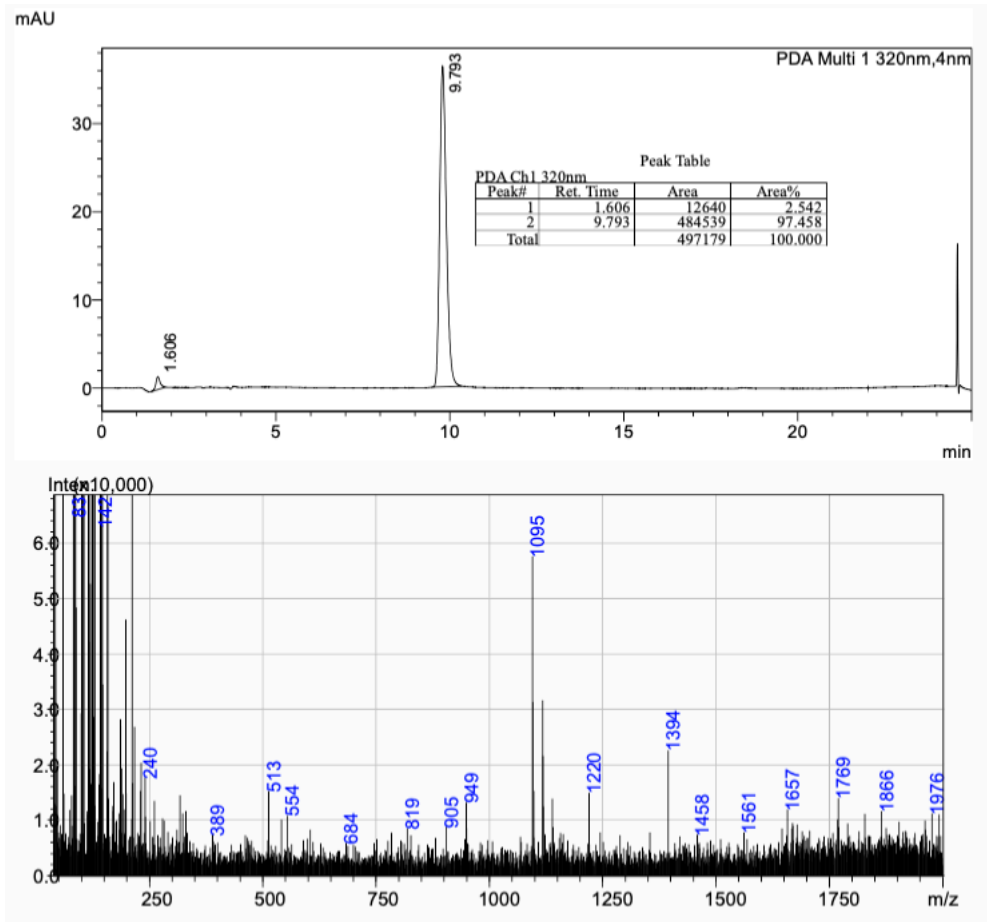 mAU
PDA Multi 1 320nm,4nm
9.793
30
Peak Table
PDA Ch1 320nm
Peak# Ret. Time Area Area%
1 1.606 12640 2.542
2 9.793 484539 97.458
Total 497179 100.000
20
10
1.606
0
0 5 10 15 20
min
Inten.(x10,000)
83 142
6.0
1095
5.0
4.0
3.0
1394
2.0
240 513 554 949 1220 1657 1769 1866 1976
1.0
389 684 819 905 1458 1561
0.0
250 500 750 1000 1250 1500 1750 m/z